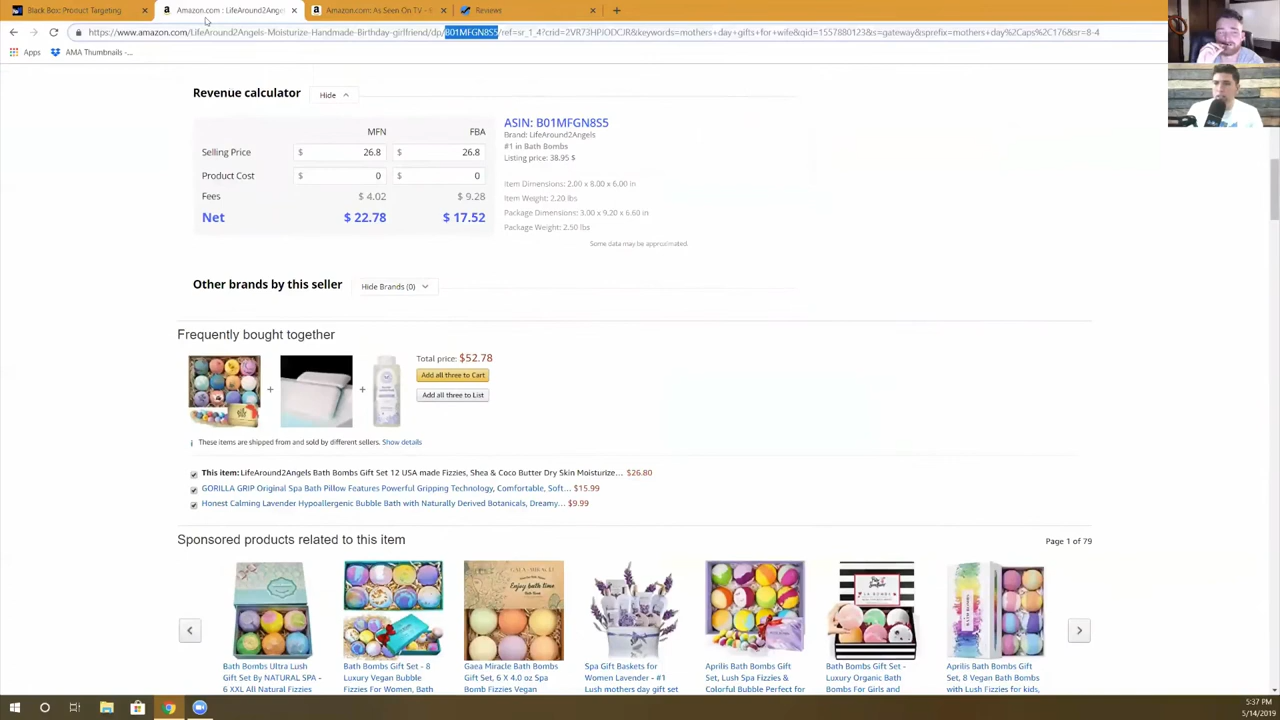 Black Box: Product Targeting
Amazon.com : LifeAround2Angel
Amazon.com: As Seen On TV -
Reviews
https://www.amazon.com/LifeAround2Angels-Moisturize-Handmade-Birthday-girlfriend/dp/B01MFGN8S5/ref=sr_1_4?crid=2VR73HPJODCJR&keywords=mothers+day+gifts+for+wife&qid=1557880123&s=gateway&sprefix=mothers+day%2Caps%2C176&sr=8-4
Apps
AMA Thumbnails -...
Revenue calculator
Hide
MFN
FBA
Selling Price $ 26.8 $ 26.8
Product Cost $ 0 $ 0
Fees $ 4.02 $ 9.28
Net $ 22.78 $ 17.52
ASIN: B01MFGN8S5
Brand: LifeAround2Angels
#1 in Bath Bombs
Listing price: 38.95 $
Item Dimensions: 2.00 x 8.00 x 6.00 in
Item Weight: 2.20 lbs
Package Dimensions: 3.00 x 9.20 x 6.60 in
Package Weight: 2.50 lbs
Some data may be approximated.
Other brands by this seller
Hide Brands (0)
Frequently bought together
Total price: $52.78
Add all three to Cart
Add all three to List
These items are shipped from and sold by different sellers. Show details
This item: LifeAround2Angels Bath Bombs Gift Set 12 USA made Fizzies, Shea & Coco Butter Dry Skin Moisturize... $26.80
GORILLA GRIP Original Spa Bath Pillow Features Powerful Gripping Technology, Comfortable, Soft... $15.99
Honest Calming Lavender Hypoallergenic Bubble Bath with Naturally Derived Botanicals, Dreamy... $9.99
Sponsored products related to this item
Page 1 of 79
Enjoy bath time
Bath Bombs Ultra Lush
Gift Set By NATURAL SPA -
6 XXL All Natural Fizzies
Bath Bombs Gift Set - 8
Luxury Vegan Bubble
Fizzies For Women, Bath
Gaea Miracle Bath Bombs
Gift Set, 6 X 4.0 oz Spa
Bomb Fizzies Vegan
Spa Gift Baskets for
Women Lavender - #1
Lush mothers day gift set
Aprilis Bath Bombs Gift
Set, Lush Spa Fizzies &
Colorful Bubble Perfect for
Bath Bombs Gift Set -
Luxury Organic Bath
Bombs For Girls and
Aprilis Bath Bombs Gift
Set, 8 Vegan Bath Bombs
with Lush Fizzies for kids,
5:37 PM
5/14/2019